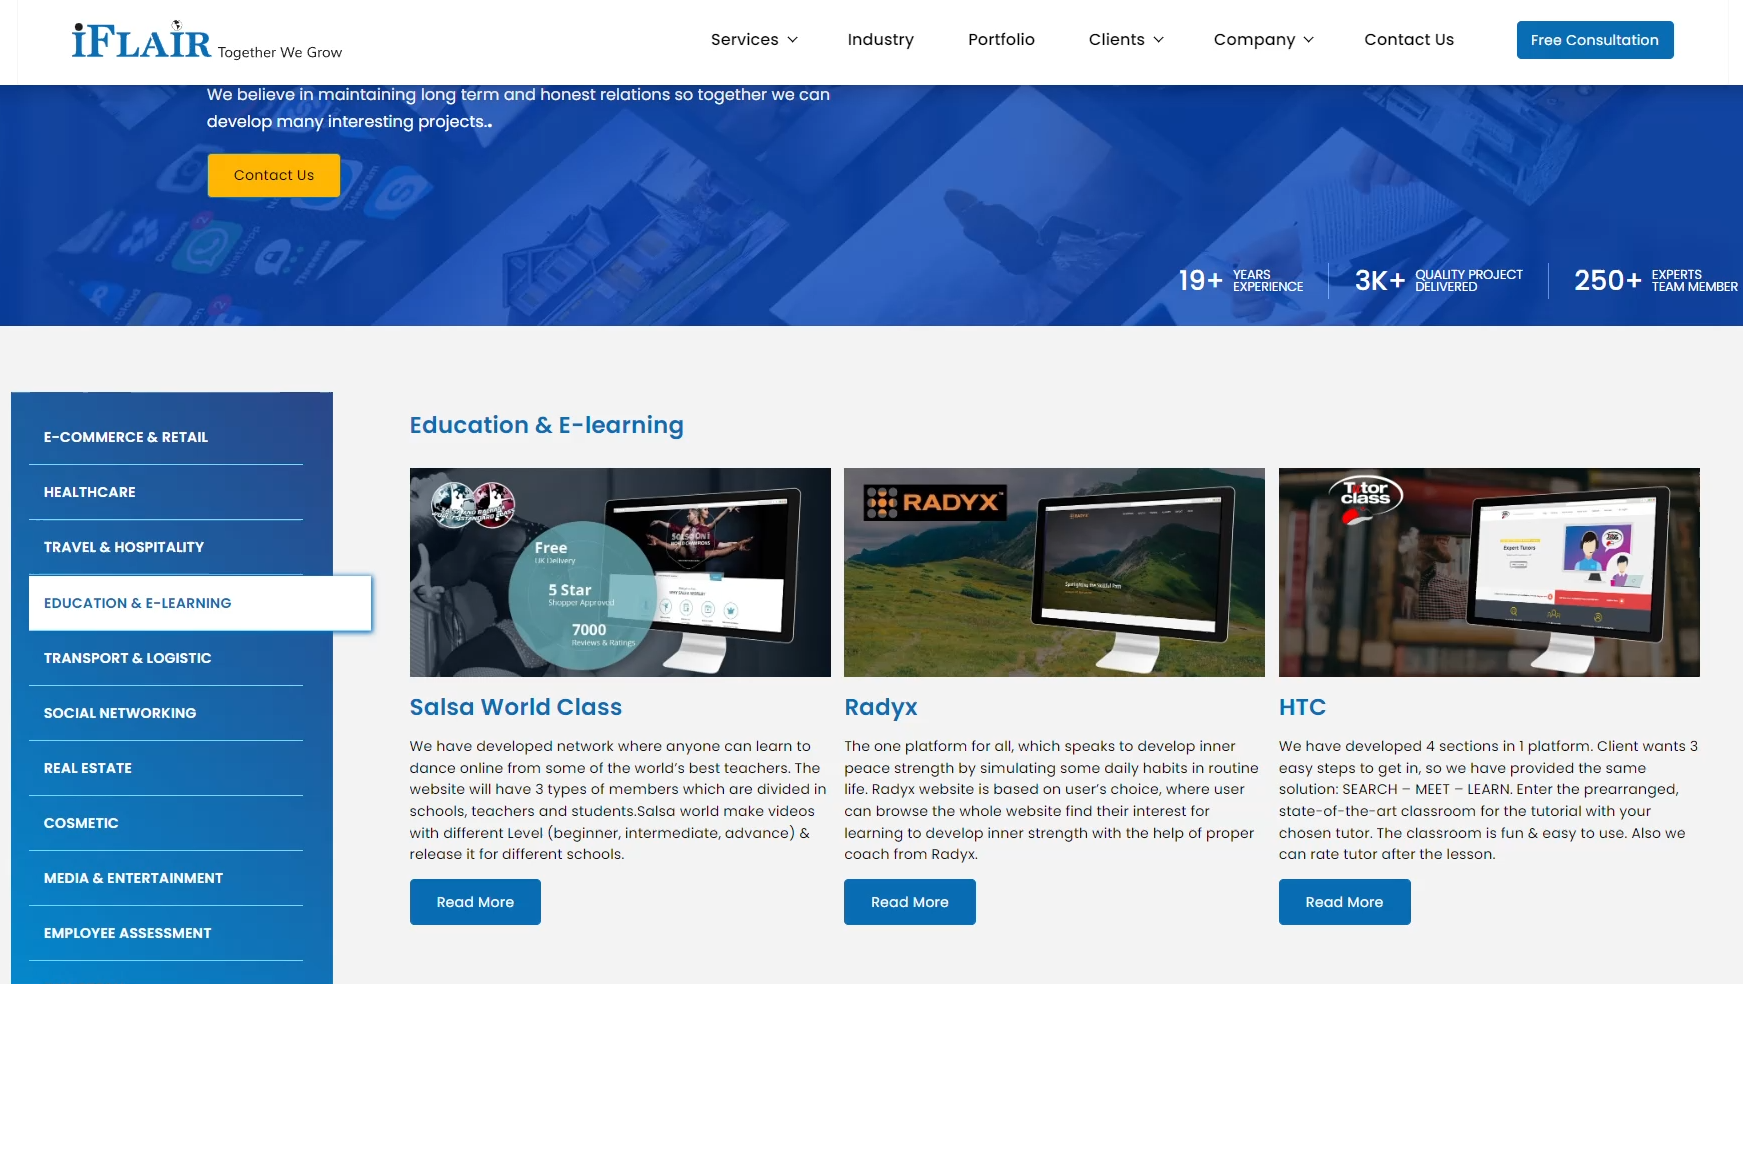 iFLAIR Together We Grow
Services
Industry
Portfolio
Clients
Company
Contact Us
Free Consultation
We believe in maintaining long term and honest relations so together we can
develop many interesting projects..
Contact Us
19+ YEARS EXPERIENCE
3K+ QUALITY PROJECT DELIVERED
250+ EXPERTS TEAM MEMBER
E-COMMERCE & RETAIL
HEALTHCARE
TRAVEL & HOSPITALITY
EDUCATION & E-LEARNING
TRANSPORT & LOGISTIC
SOCIAL NETWORKING
REAL ESTATE
COSMETIC
MEDIA & ENTERTAINMENT
EMPLOYEE ASSESSMENT
Education & E-learning
Free
UK Delivery
5 Star
Shopper Approved
7000
Reviews & Ratings
RADYX
Tutor
class
Expert Tutors
Salsa World Class
We have developed network where anyone can learn to
dance online from some of the world's best teachers. The
website will have 3 types of members which are divided in
schools, teachers and students.Salsa world make videos
with different Level (beginner, intermediate, advance) &
release it for different schools.
Read More
Radyx
The one platform for all, which speaks to develop inner
peace strength by simulating some daily habits in routine
life. Radyx website is based on user's choice, where user
can browse the whole website find their interest for
learning to develop inner strength with the help of proper
coach from Radyx.
Read More
HTC
We have developed 4 sections in 1 platform. Client wants 3
easy steps to get in, so we have provided the same
solution: SEARCH – MEET – LEARN. Enter the prearranged,
state-of-the-art classroom for the tutorial with your
chosen tutor. The classroom is fun & easy to use. Also we
can rate tutor after the lesson.
Read More